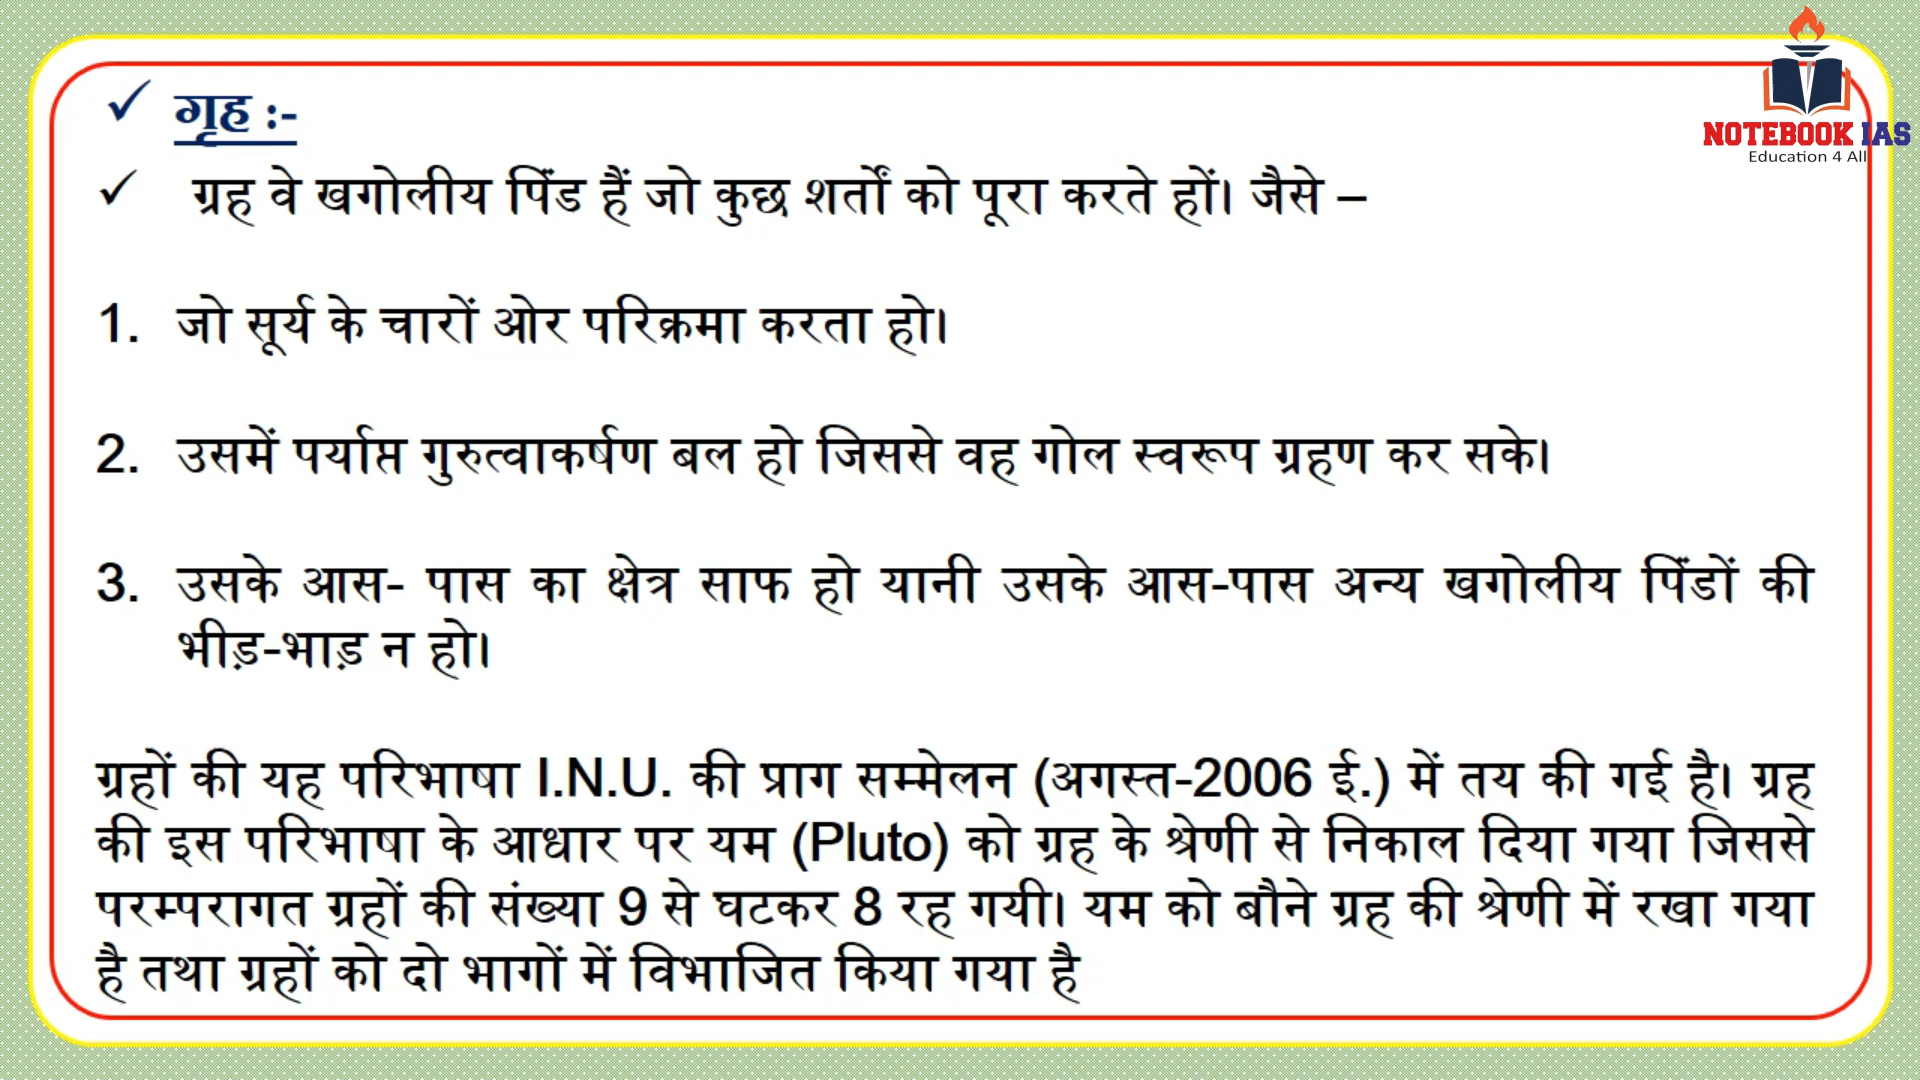 NOTEBOOK IAS
Education 4 All
✓ गृह :-
✓ ग्रह वे खगोलीय पिंड हैं जो कुछ शर्तों को पूरा करते हों। जैसे –
1. जो सूर्य के चारों ओर परिक्रमा करता हो।
2. उसमें पर्याप्त गुरुत्वाकर्षण बल हो जिससे वह गोल स्वरूप ग्रहण कर सके।
3. उसके आस- पास का क्षेत्र साफ हो यानी उसके आस-पास अन्य खगोलीय पिंडों की
भीड़-भाड़ न हो।
ग्रहों की यह परिभाषा I.N.U. की प्राग सम्मेलन (अगस्त-2006 ई.) में तय की गई है। ग्रह
की इस परिभाषा के आधार पर यम (Pluto) को ग्रह के श्रेणी से निकाल दिया गया जिससे
परम्परागत ग्रहों की संख्या 9 से घटकर 8 रह गयी। यम को बौने ग्रह की श्रेणी में रखा गया
है तथा ग्रहों को दो भागों में विभाजित किया गया है